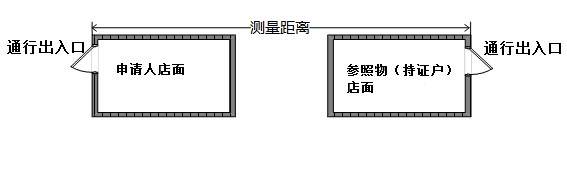 测量距离
通行出入口
通行出入口
申请人店面
参照物（持证户）
店面